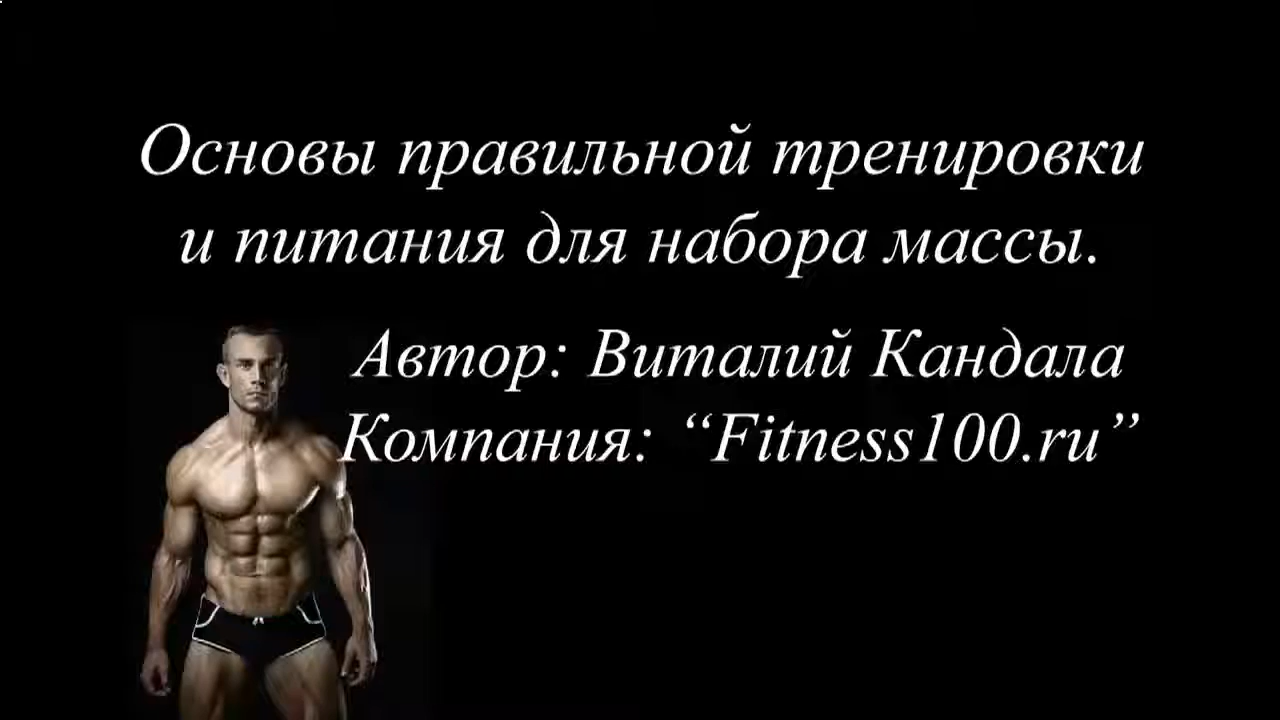 Основы правильной тренировки
и питания для набора массы.
Автор: Виталий Кандала
Компания: “Fitness100.ru”